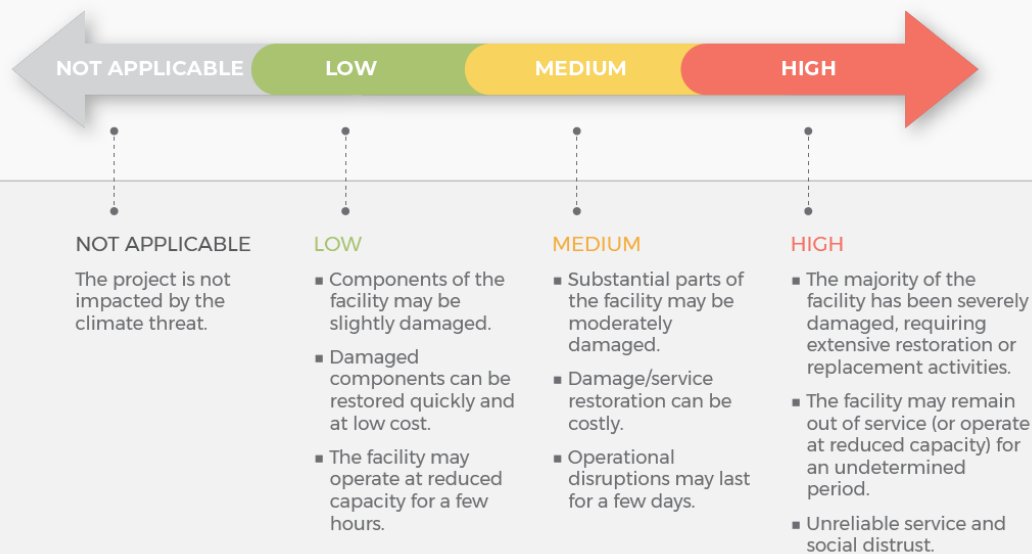 NOT APPLICABLE
LOW
MEDIUM
HIGH
NOT APPLICABLE
The project is not
impacted by the
climate threat.
LOW
▪ Components of the
facility may be
slightly damaged.
▪ Damaged
components can be
restored quickly and
at low cost.
▪ The facility may
operate at reduced
capacity for a few
hours.
MEDIUM
▪ Substantial parts of
the facility may be
moderately
damaged.
▪ Damage/service
restoration can be
costly.
▪ Operational
disruptions may last
for a few days.
HIGH
▪ The majority of the
facility has been severely
damaged, requiring
extensive restoration or
replacement activities.
▪ The facility may remain
out of service (or operate
at reduced capacity) for
an undetermined
period.
▪ Unreliable service and
social distrust.